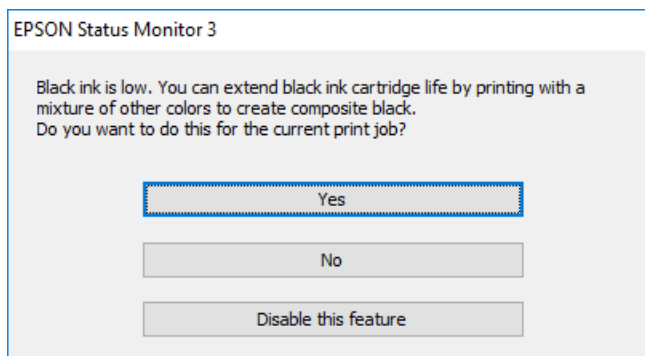 EPSON Status Monitor 3
Black ink is low. You can extend black ink cartridge life by printing with a
mixture of other colors to create composite black.
Do you want to do this for the current print job?
Yes
No
Disable this feature